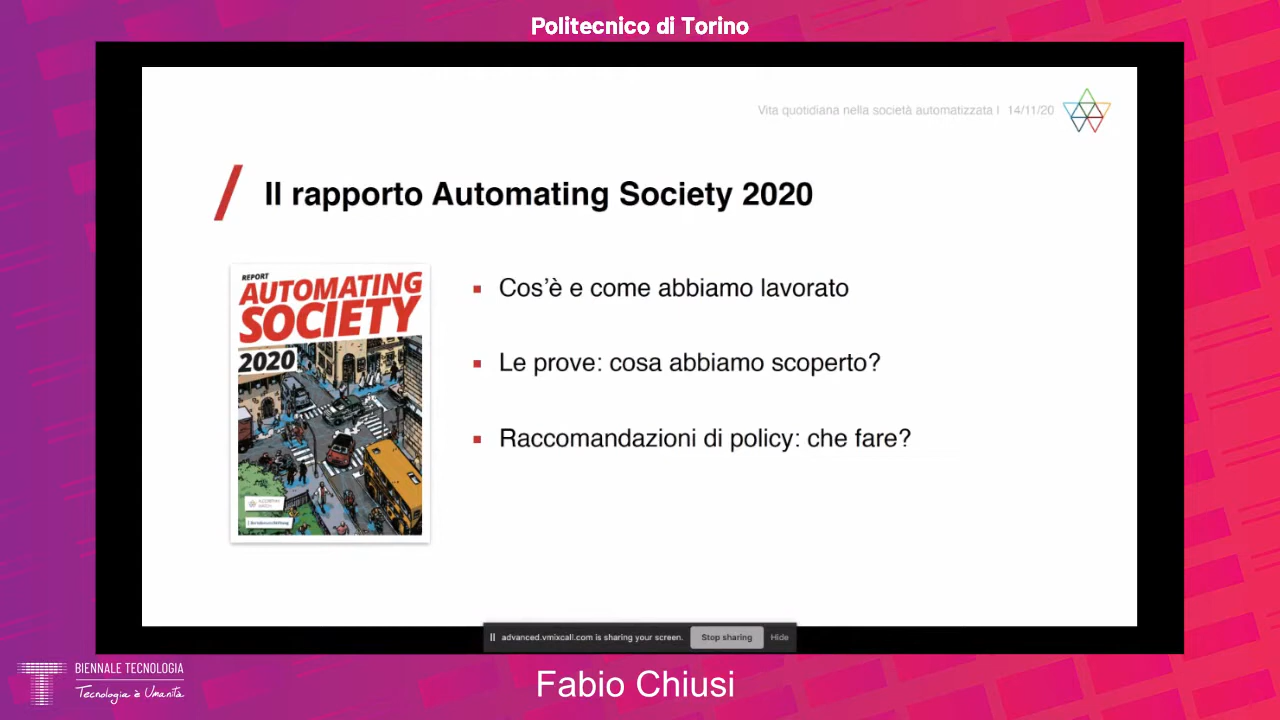 Politecnico di Torino
Vita quotidiana nella società automatizzata I 14/11/20
Il rapporto Automating Society 2020
REPORT
AUTOMATING
SOCIETY
2020
Cos’è e come abbiamo lavorato
Le prove: cosa abbiamo scoperto?
Raccomandazioni di policy: che fare?
advanced.vmixcall.com is sharing your screen. Stop sharing Hide
BIENNALE TECNOLOGIA
Tecnologia è Umanità
Fabio Chiusi